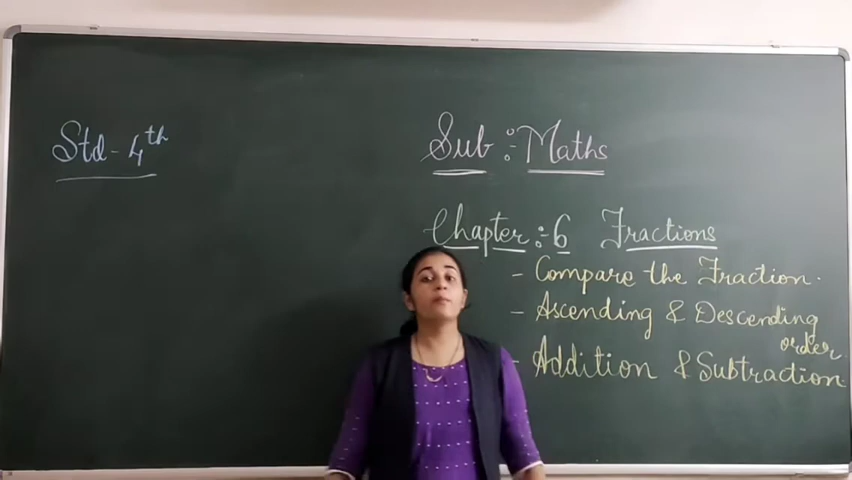 Std - 4th
Sub :- Maths
Chapter :- 6 Fractions
- Compare the Fraction.
- Ascending & Descending
order
- Addition & Subtraction